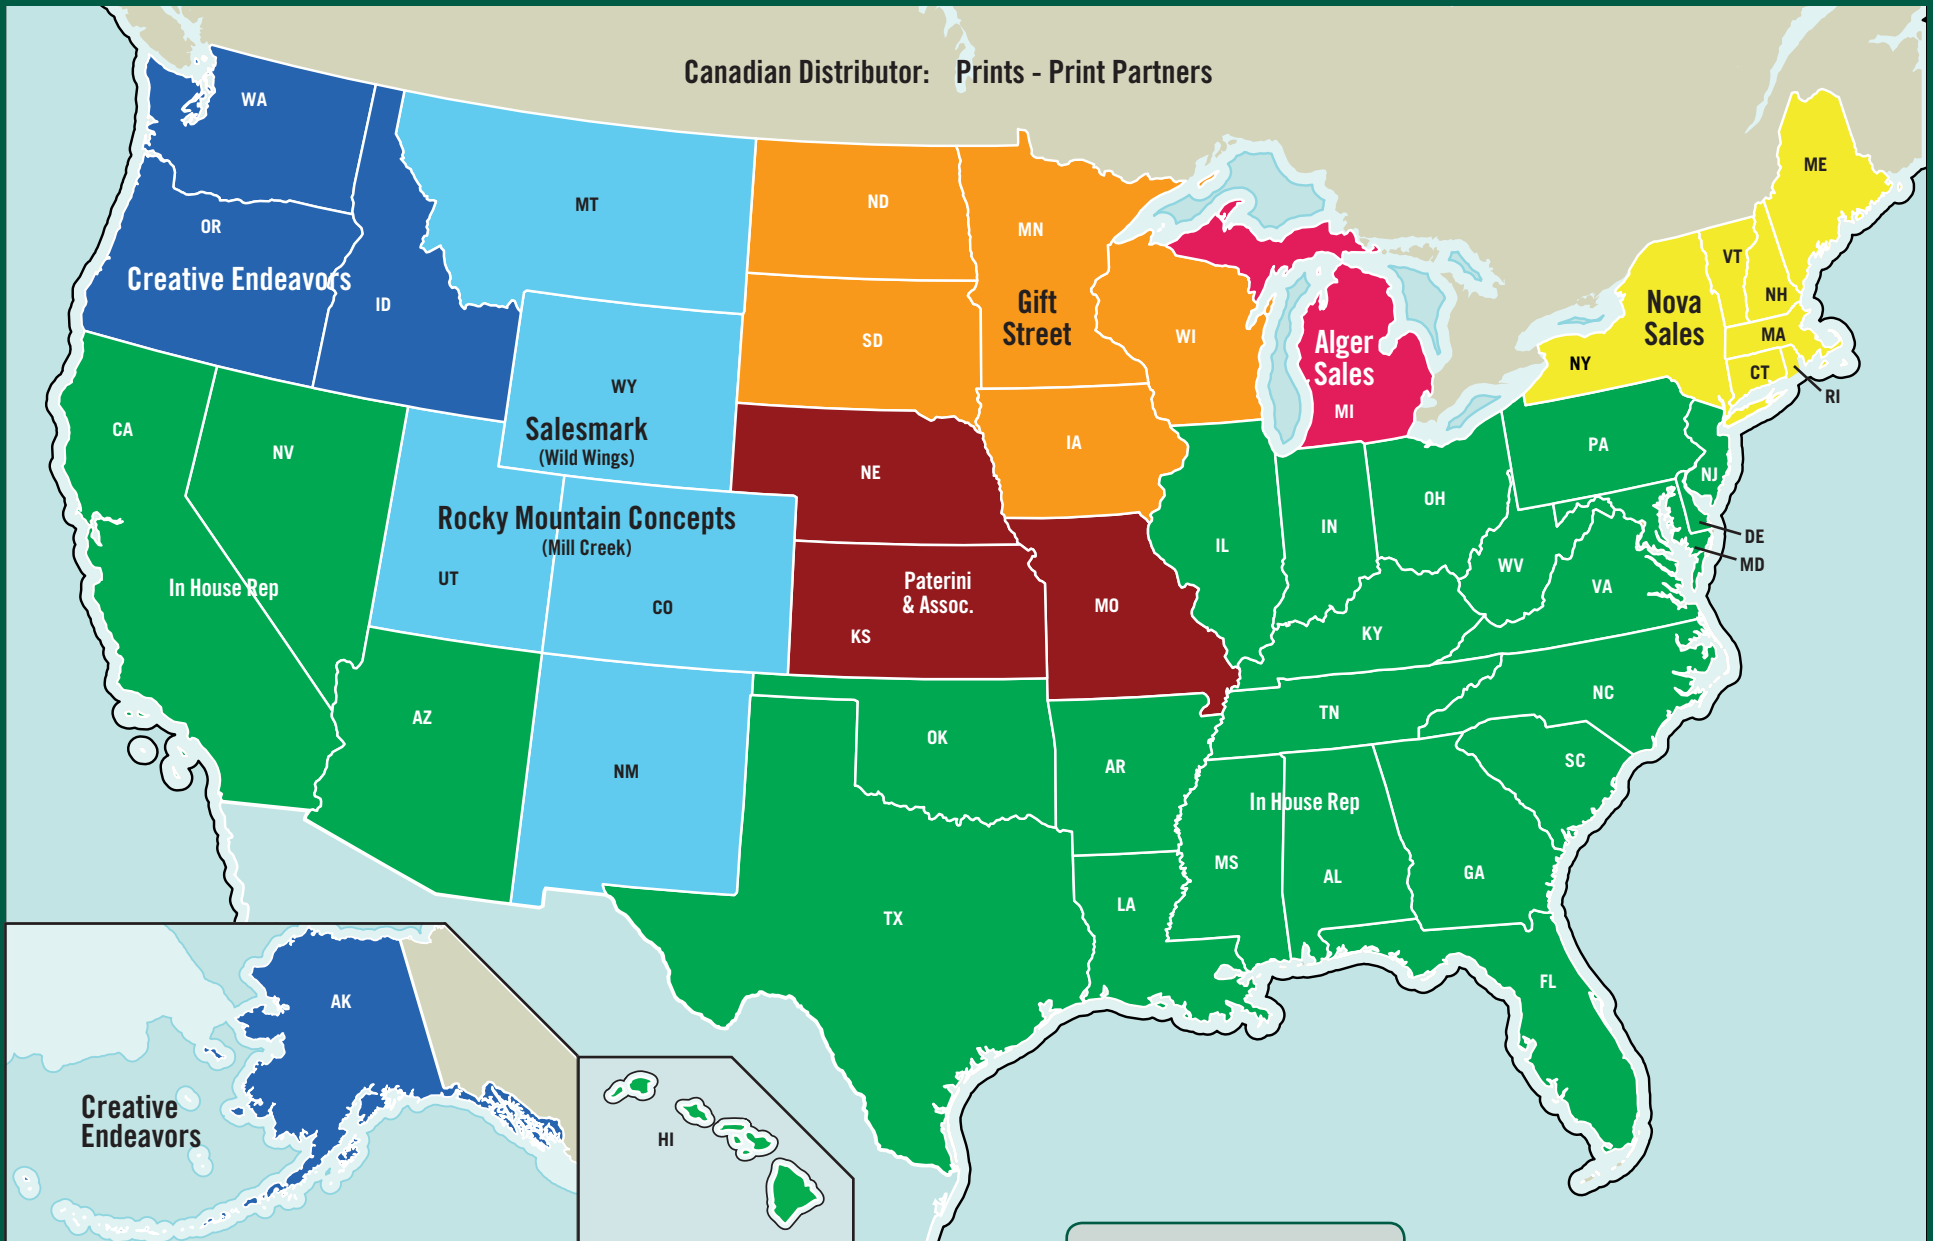 Canadian Distributor: Prints - Print Partners
WA
OR
Creative Endeavors
ID
MT
WY
Salesmark
(Wild Wings)
Rocky Mountain Concepts
(Mill Creek)
UT
CO
NM
ND
SD
MN
Gift
Street
WI
IA
NE
Paterini
& Assoc.
KS
MO
Alger
Sales
MI
ME
VT
NH
Nova
Sales
MA
NY
CT
RI
CA
NV
In House Rep
AZ
OK
TX
AR
LA
IL
IN
OH
PA
NJ
DE
MD
WV
VA
KY
TN
NC
SC
In House Rep
MS
AL
GA
FL
AK
Creative
Endeavors
HI